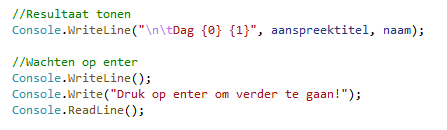 //Resultaat tonen
Console.WriteLine("\n\tDag {0} {1}", aanspreektitel, naam);
//Wachten op enter
Console.WriteLine();
Console.Write("Druk op enter om verder te gaan!");
Console.ReadLine();